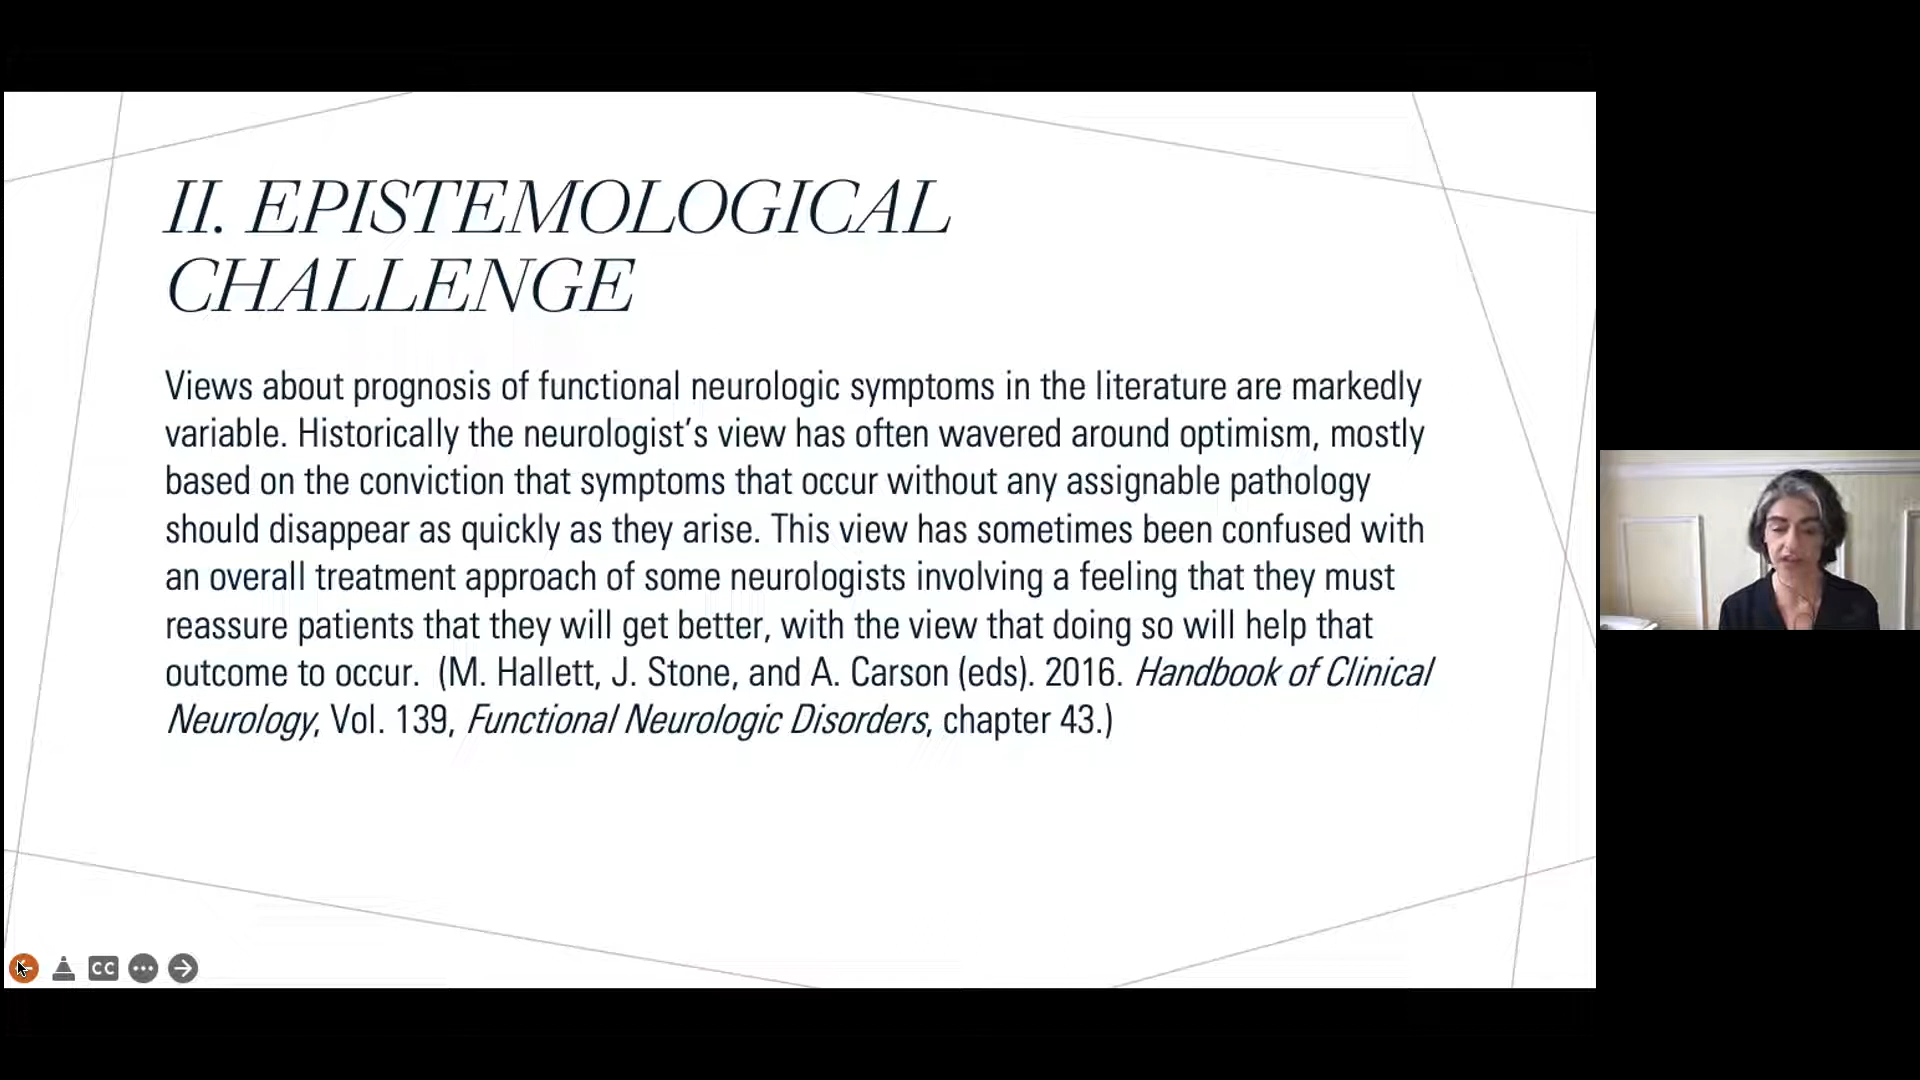 II. EPISTEMOLOGICAL
CHALLENGE
Views about prognosis of functional neurologic symptoms in the literature are markedly
variable. Historically the neurologist’s view has often wavered around optimism, mostly
based on the conviction that symptoms that occur without any assignable pathology
should disappear as quickly as they arise. This view has sometimes been confused with
an overall treatment approach of some neurologists involving a feeling that they must
reassure patients that they will get better, with the view that doing so will help that
outcome to occur.  (M. Hallett, J. Stone, and A. Carson (eds). 2016. Handbook of Clinical
Neurology, Vol. 139, Functional Neurologic Disorders, chapter 43.)
CC